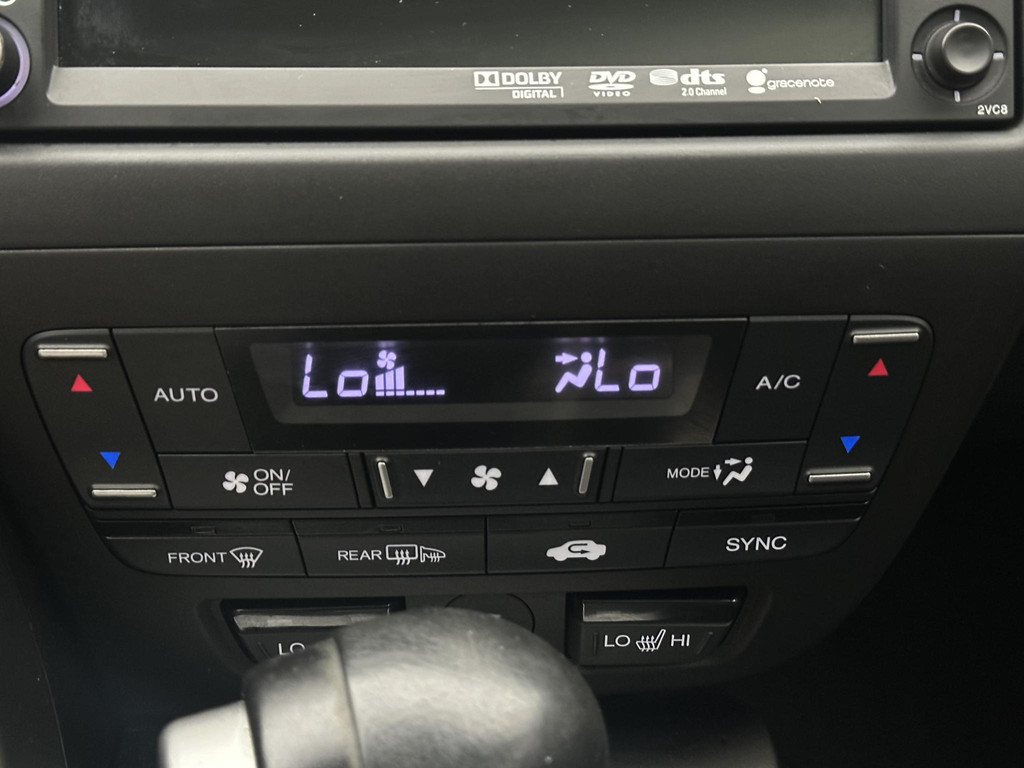 DOLBY
DIGITAL
DVD
VIDEO
dts
2.0 Channel
gracenote
2VC8
Lo
Lo
AUTO
A/C
ON/
OFF
MODE
FRONT
REAR
SYNC
LO
LO HI